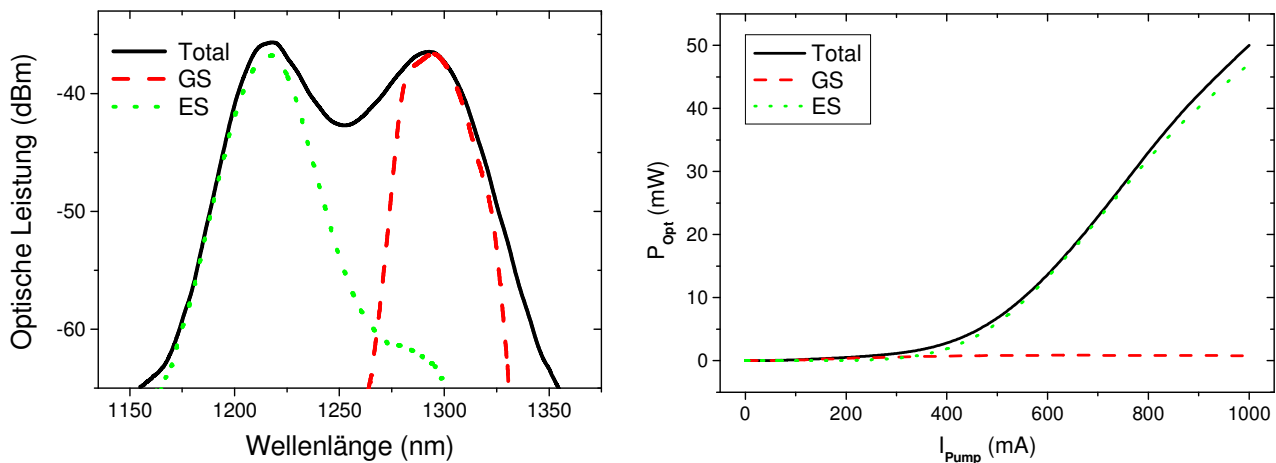 Total
GS
ES
-40
-50
-60
1150 1200 1250 1300 1350
Optische Leistung (dBm)
Wellenlänge (nm)
Total
GS
ES
50
40
30
20
10
0
0 200 400 600 800 1000
P_Opt (mW)
I_Pump (mA)